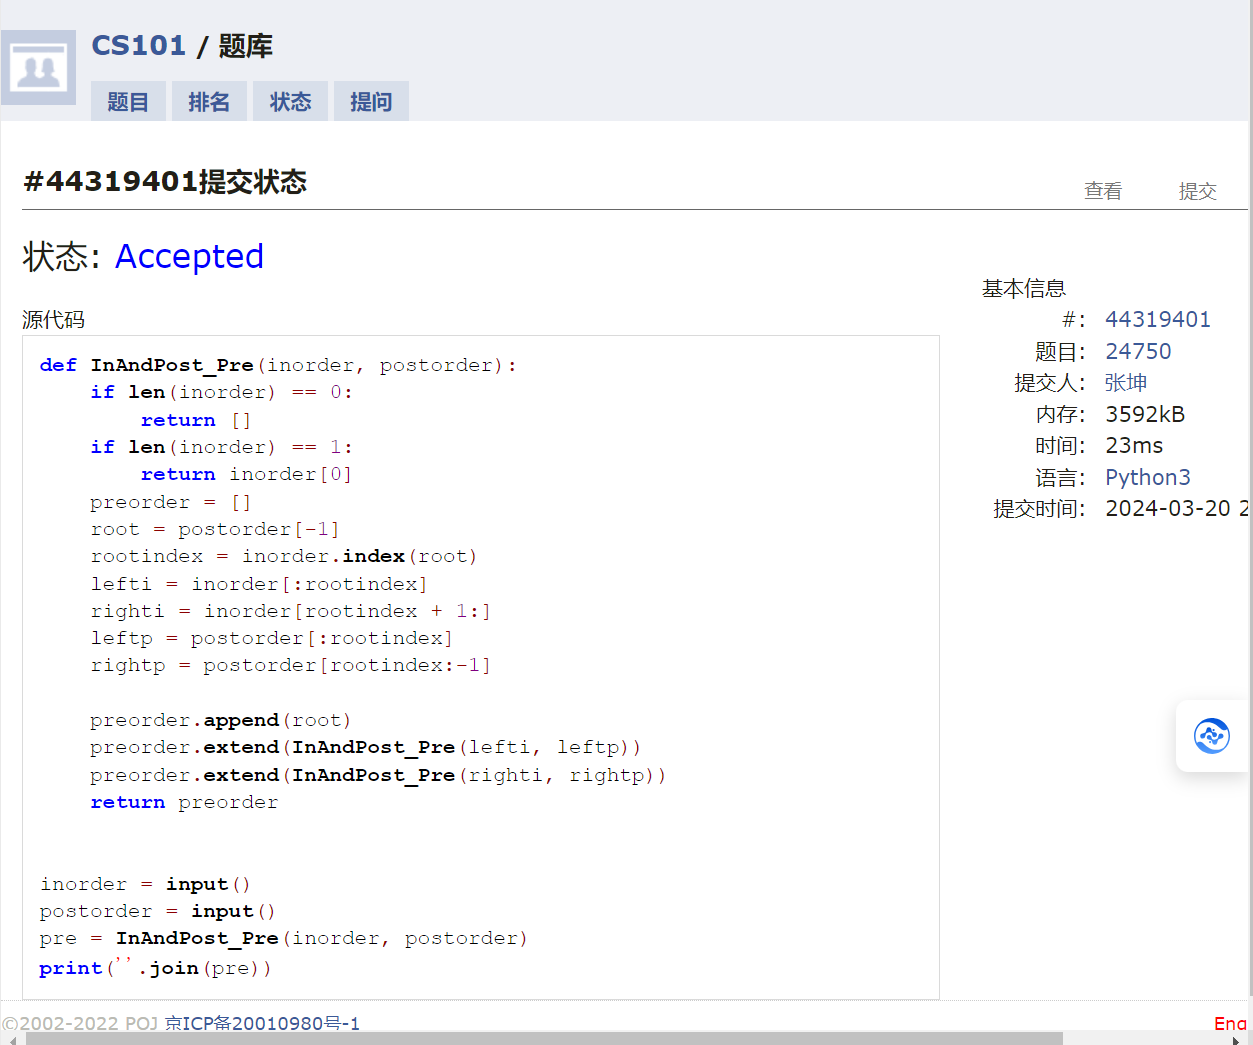 CS101 / 题库
题目 排名 状态 提问
#44319401提交状态
查看 提交
状态: Accepted
源代码
def InAndPost_Pre(inorder, postorder):
    if len(inorder) == 0:
        return []
    if len(inorder) == 1:
        return inorder[0]
    preorder = []
    root = postorder[-1]
    rootindex = inorder.index(root)
    lefti = inorder[:rootindex]
    righti = inorder[rootindex + 1:]
    leftp = postorder[:rootindex]
    rightp = postorder[rootindex:-1]
    preorder.append(root)
    preorder.extend(InAndPost_Pre(lefti, leftp))
    preorder.extend(InAndPost_Pre(righti, rightp))
    return preorder
inorder = input()
postorder = input()
pre = InAndPost_Pre(inorder, postorder)
print(''.join(pre))
基本信息
#: 44319401
题目: 24750
提交人: 张坤
内存: 3592kB
时间: 23ms
语言: Python3
提交时间: 2024-03-20 2
©2002-2022 POJ 京ICP备20010980号-1
Eng